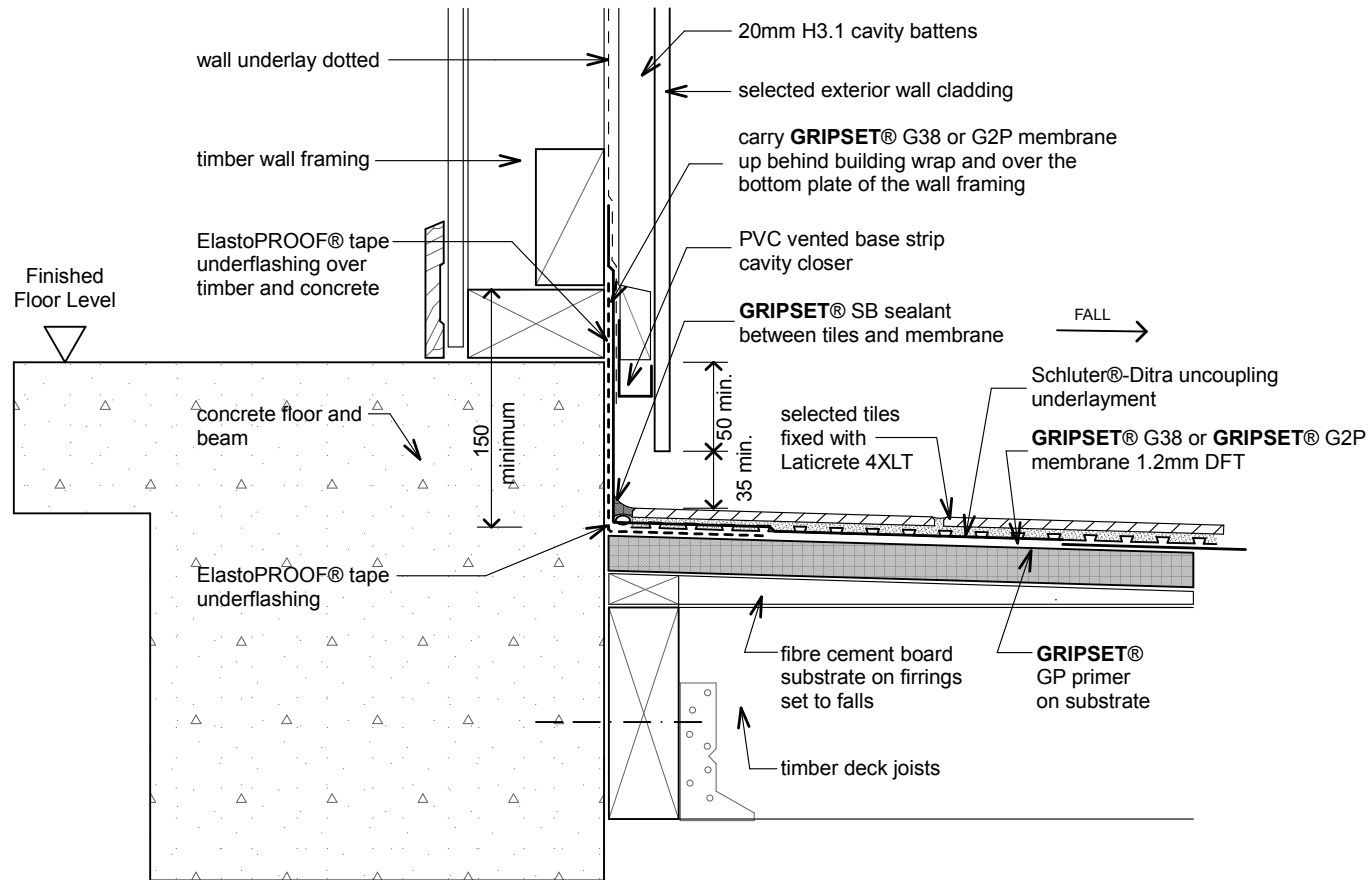 wall underlay dotted
timber wall framing
ElastoPROOF® tape
underflashing over
timber and concrete
Finished
Floor Level
concrete floor and
beam
150
minimum
ElastoPROOF® tape
underflashing
20mm H3.1 cavity battens
selected exterior wall cladding
carry GRIPSET® G38 or G2P membrane
up behind building wrap and over the
bottom plate of the wall framing
PVC vented base strip
cavity closer
GRIPSET® SB sealant
between tiles and membrane
FALL
50 min.
35 min.
selected tiles
fixed with
Laticrete 4XLT
Schluter®-Ditra uncoupling
underlayment
GRIPSET® G38 or GRIPSET® G2P
membrane 1.2mm DFT
fibre cement board
substrate on firrings
set to falls
GRIPSET®
GP primer
on substrate
timber deck joists